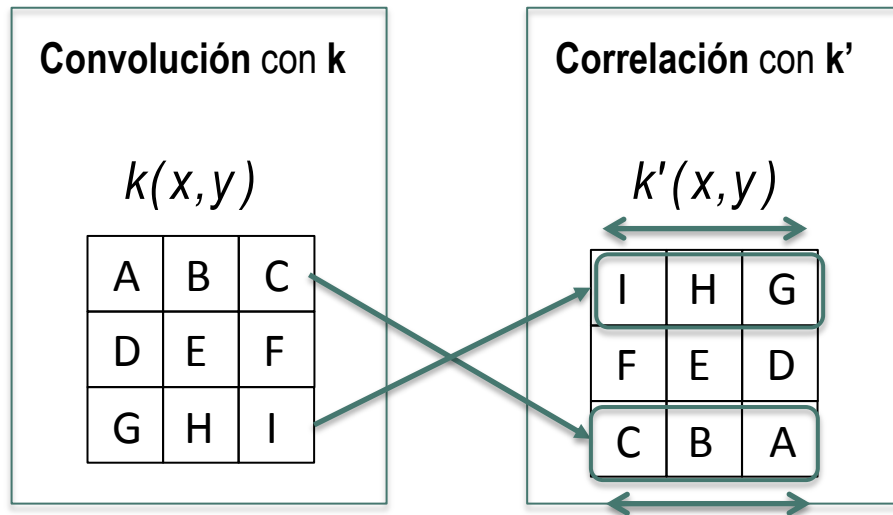 Convolución con k
k(x,y)
A B C
D E F
G H I
Correlación con k’
k'(x,y)
I H G
F E D
C B A